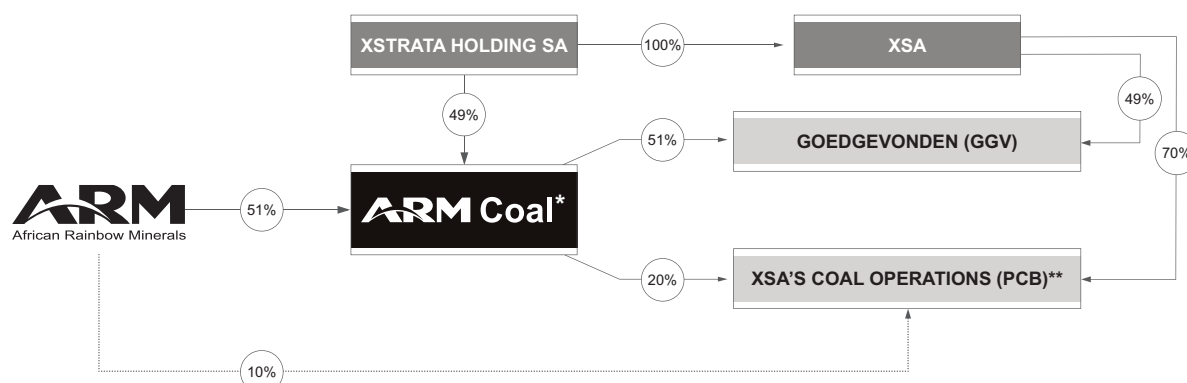 XSTRATA HOLDING SA
100%
XSA
49%
49%
51%
GOEDGEVONDEN (GGV)
70%
ARM
African Rainbow Minerals
51%
ARM Coal*
20%
XSA'S COAL OPERATIONS (PCB)**
10%